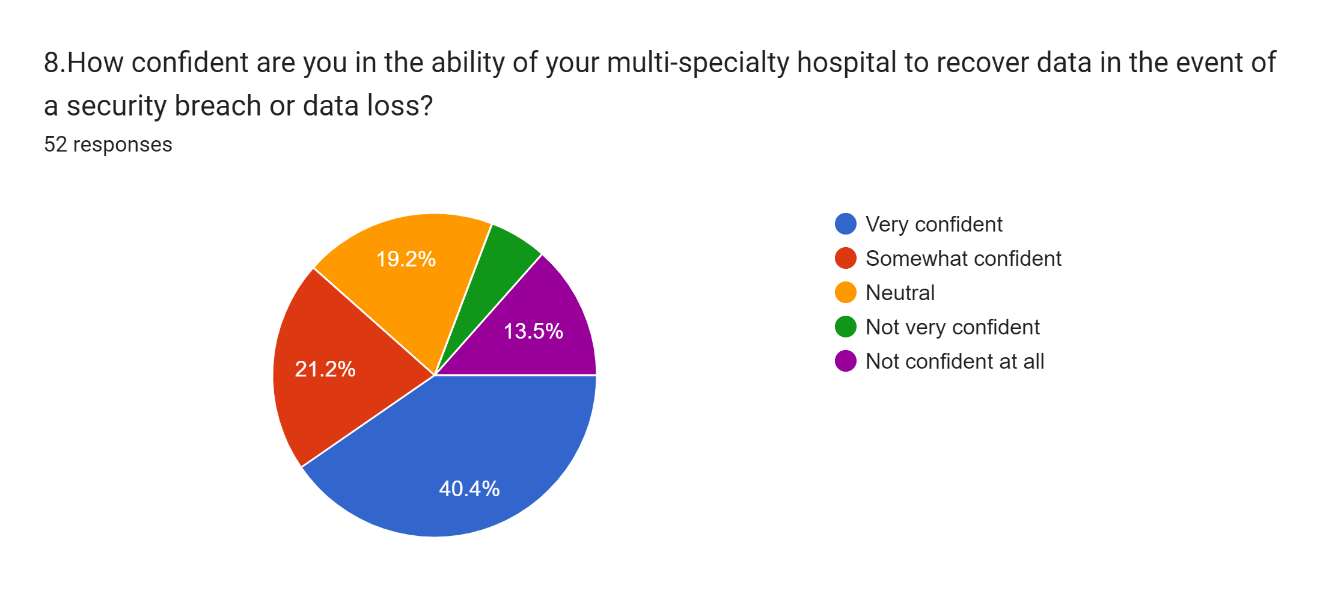 8.How confident are you in the ability of your multi-specialty hospital to recover data in the event of
a security breach or data loss?
52 responses
19.2%
13.5%
21.2%
40.4%
Very confident
Somewhat confident
Neutral
Not very confident
Not confident at all